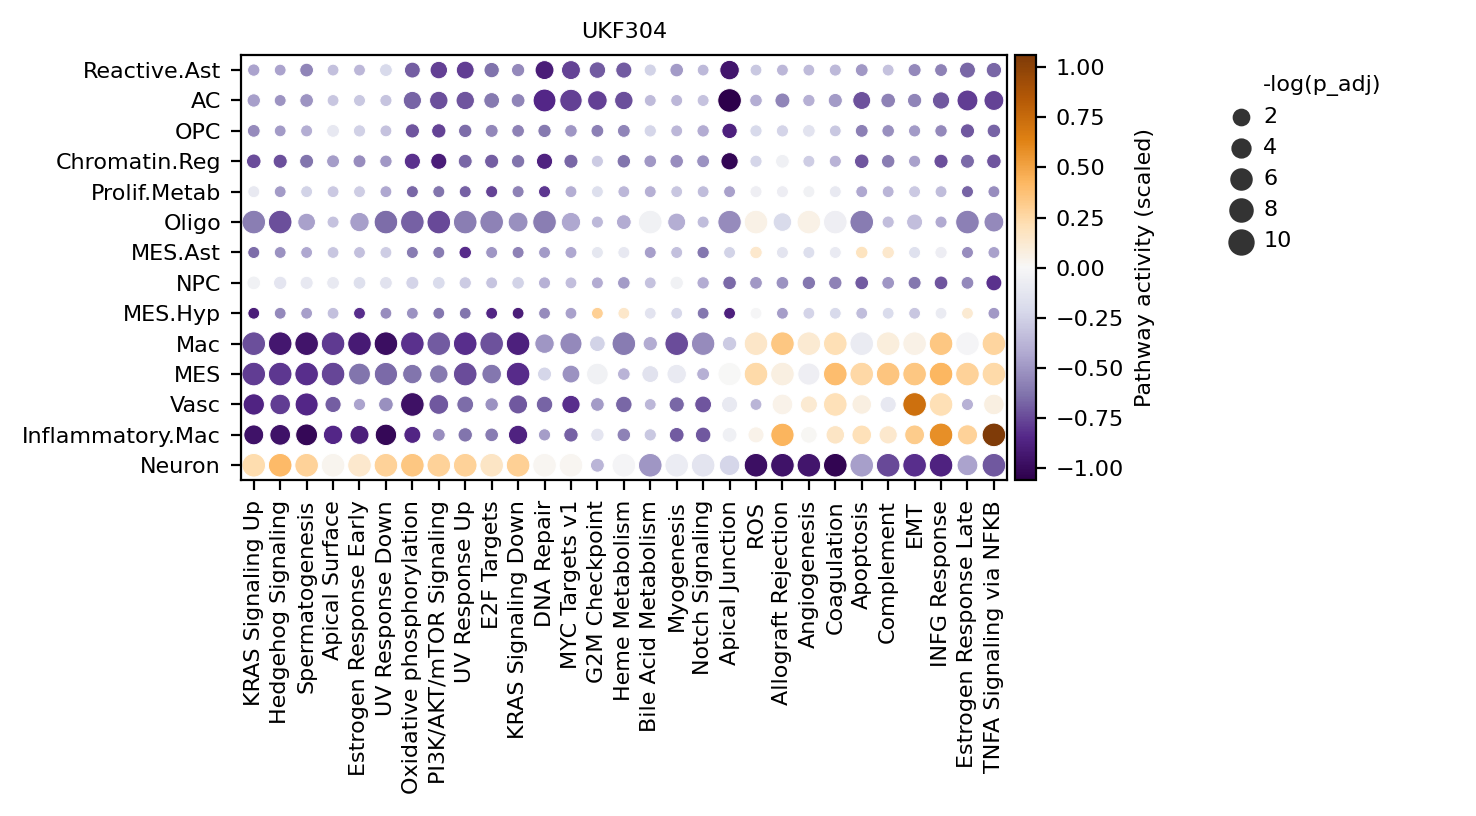 UKF304
Reactive.Ast
AC
OPC
Chromatin.Reg
Prolif.Metab
Oligo
MES.Ast
NPC
MES.Hyp
Mac
MES
Vasc
Inflammatory.Mac
Neuron
KRAS Signaling Up
Hedgehog Signaling
Spermatogenesis
Apical Surface
Estrogen Response Early
UV Response Down
Oxidative phosphorylation
PI3K/AKT/mTOR Signaling
UV Response Up
E2F Targets
KRAS Signaling Down
DNA Repair
MYC Targets v1
G2M Checkpoint
Heme Metabolism
Bile Acid Metabolism
Myogenesis
Notch Signaling
Apical Junction
ROS
Allograft Rejection
Angiogenesis
Coagulation
Apoptosis
Complement
EMT
INFG Response
Estrogen Response Late
TNFA Signaling via NFKB
1.00
0.75
0.50
0.25
0.00
−0.25
−0.50
−0.75
−1.00
Pathway activity (scaled)
-log(p_adj)
2
4
6
8
10